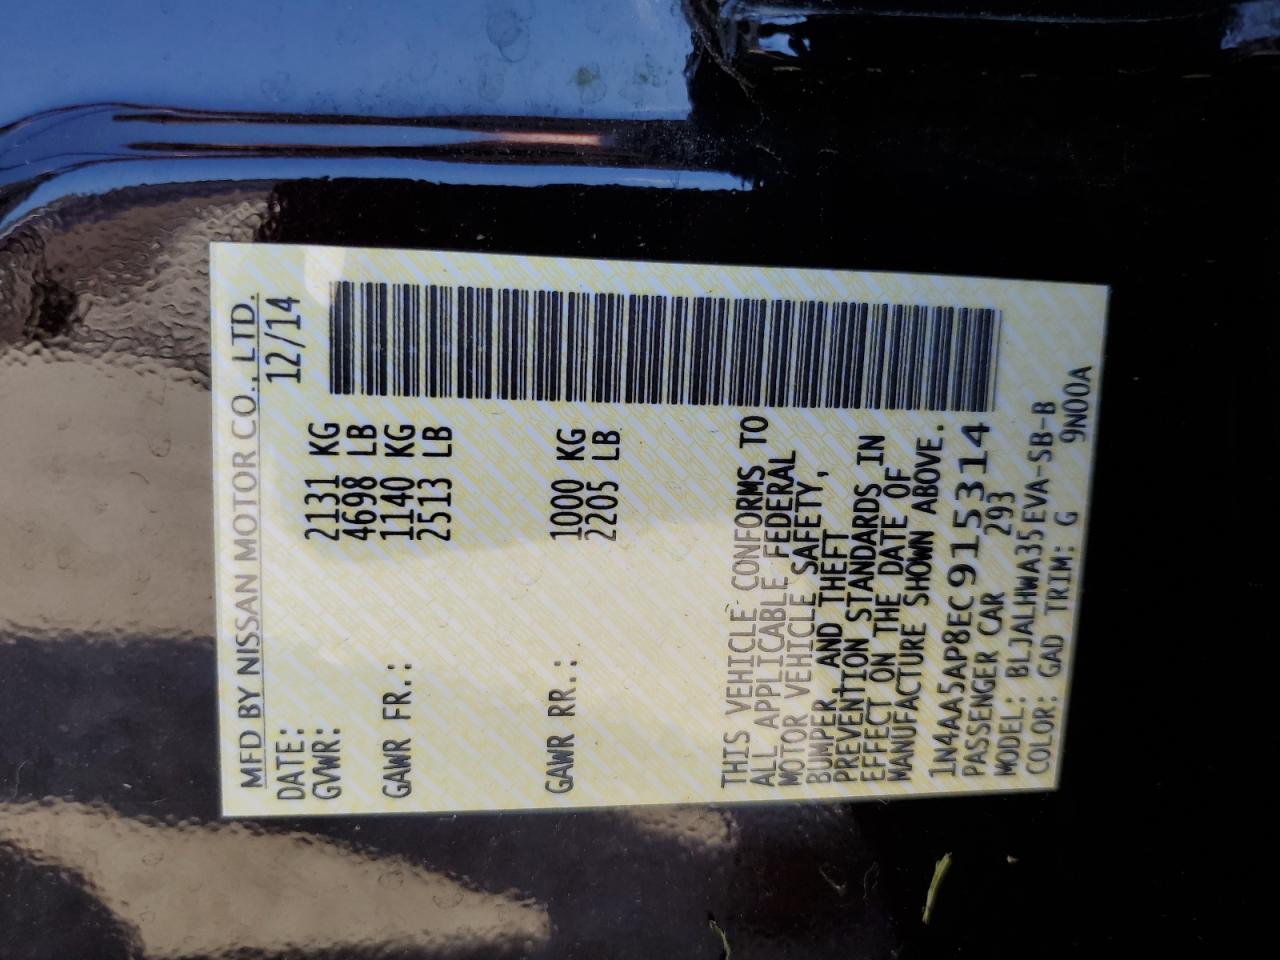 MFD BY NISSAN MOTOR CO., LTD.
DATE: 12/14
GVWR: 2131 KG
4698 LB
GAWR FR.: 1140 KG
2513 LB
GAWR RR.: 1000 KG
2205 LB
THIS VEHICLE CONFORMS TO
ALL APPLICABLE FEDERAL
MOTOR VEHICLE SAFETY,
BUMPER AND THEFT
PREVENTION STANDARDS IN
EFFECT ON THE DATE OF
MANUFACTURE SHOWN ABOVE.
1N4AA5AP8EC915314
PASSENGER CAR 293
MODEL: BLJALHWA35EVA-SB-B
COLOR: GAD TRIM: G 9N00A